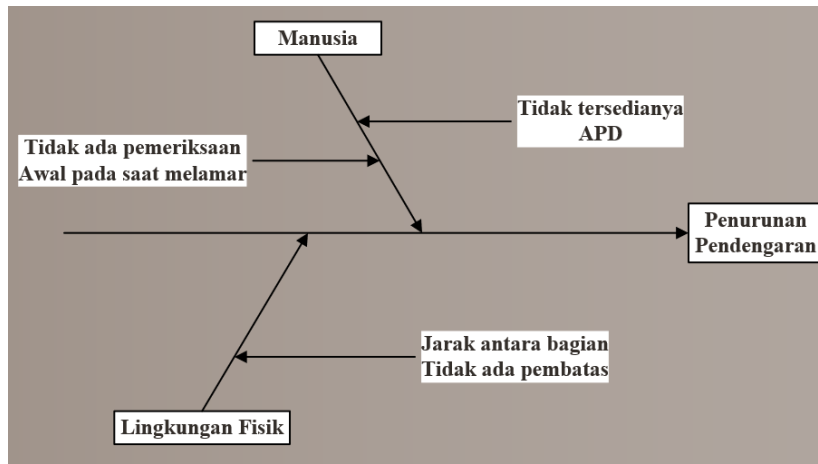 Manusia
Tidak tersedianya
APD
Tidak ada pemeriksaan
Awal pada saat melamar
Penurunan
Pendengaran
Jarak antara bagian
Tidak ada pembatas
Lingkungan Fisik